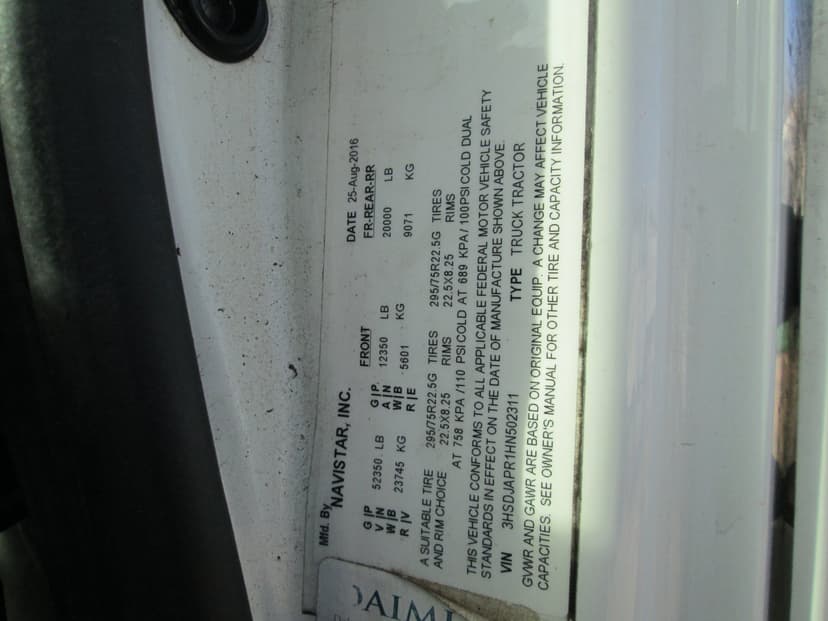 Mfd. By
NAVISTAR, INC.
DATE 25-Aug-2016
FRONT FR-REAR-RR
G|P 52350 LB G|P. 12350 LB 20000 LB
V|N A|N
W|B 23745 KG W|B 5601 KG 9071 KG
R|V R|E
A SUITABLE TIRE 295/75R22.5G TIRES 295/75R22.5G TIRES
AND RIM CHOICE 22.5X8.25 RIMS 22.5X8.25 RIMS
AT 758 KPA /110 PSI COLD AT 689 KPA/ 100PSI COLD DUAL
THIS VEHICLE CONFORMS TO ALL APPLICABLE FEDERAL MOTOR VEHICLE SAFETY
STANDARDS IN EFFECT ON THE DATE OF MANUFACTURE SHOWN ABOVE.
VIN 3HSDJAPR1HN502311 TYPE TRUCK TRACTOR
GVWR AND GAWR ARE BASED ON ORIGINAL EQUIP. A CHANGE MAY AFFECT VEHICLE
CAPACITIES. SEE OWNER'S MANUAL FOR OTHER TIRE AND CAPACITY INFORMATION.